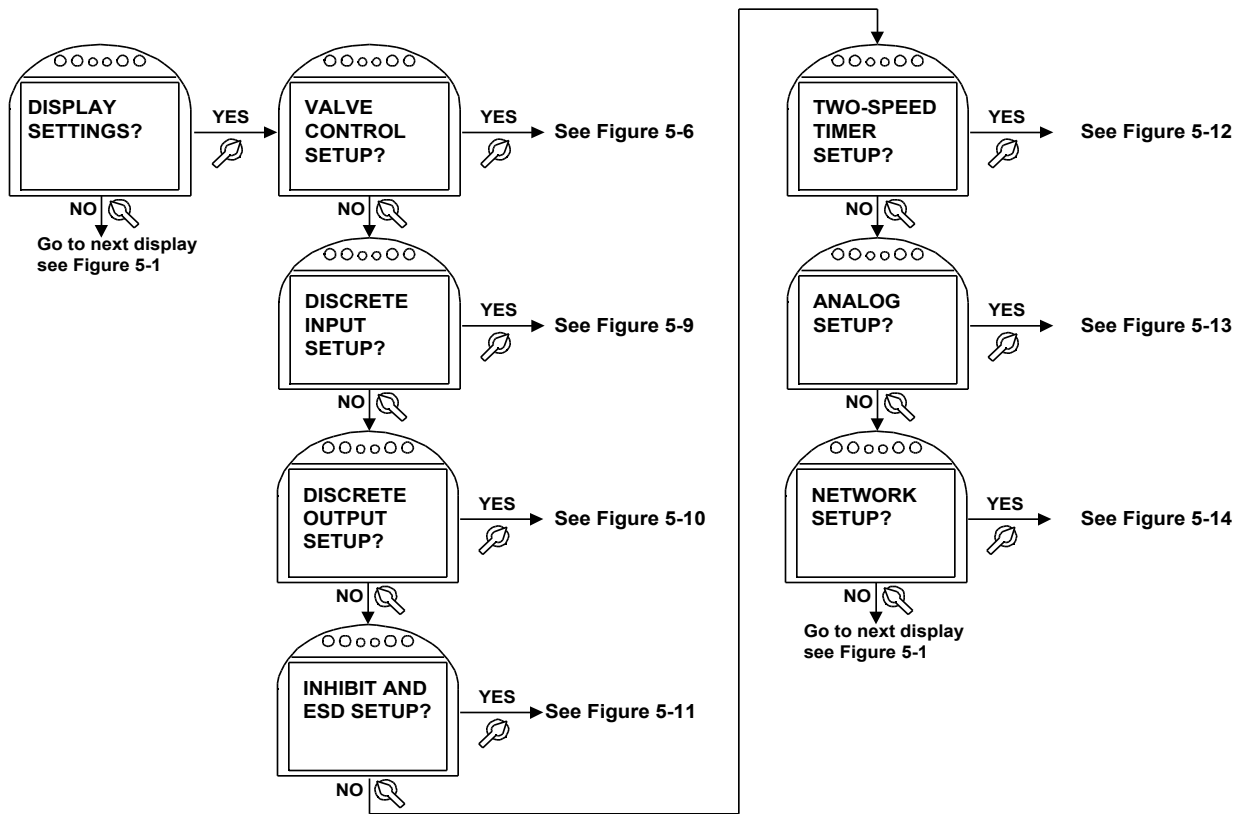 DISPLAY
SETTINGS?
YES
NO
Go to next display
see Figure 5-1
VALVE
CONTROL
SETUP?
YES
See Figure 5-6
NO
DISCRETE
INPUT
SETUP?
YES
See Figure 5-9
NO
DISCRETE
OUTPUT
SETUP?
YES
See Figure 5-10
NO
INHIBIT AND
ESD SETUP?
YES
See Figure 5-11
NO
TWO-SPEED
TIMER
SETUP?
YES
See Figure 5-12
NO
ANALOG
SETUP?
YES
See Figure 5-13
NO
NETWORK
SETUP?
YES
See Figure 5-14
NO
Go to next display
see Figure 5-1